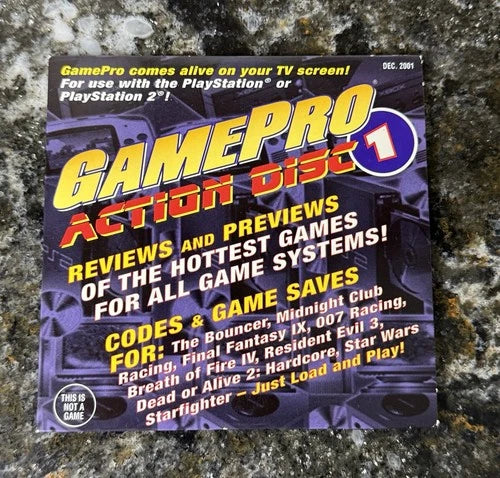 GamePro comes alive on your TV screen!
For use with the PlayStation® or
PlayStation 2®!
DEC. 2001
GAMEPRO
ACTION DISC 1
REVIEWS AND PREVIEWS
OF THE HOTTEST GAMES
FOR ALL GAME SYSTEMS!
CODES & GAME SAVES
FOR: The Bouncer, Midnight Club
Racing, Final Fantasy IX, 007 Racing,
Breath of Fire IV, Resident Evil 3,
Dead or Alive 2: Hardcore, Star Wars
Starfighter – Just Load and Play!
THIS IS
NOT A
GAME